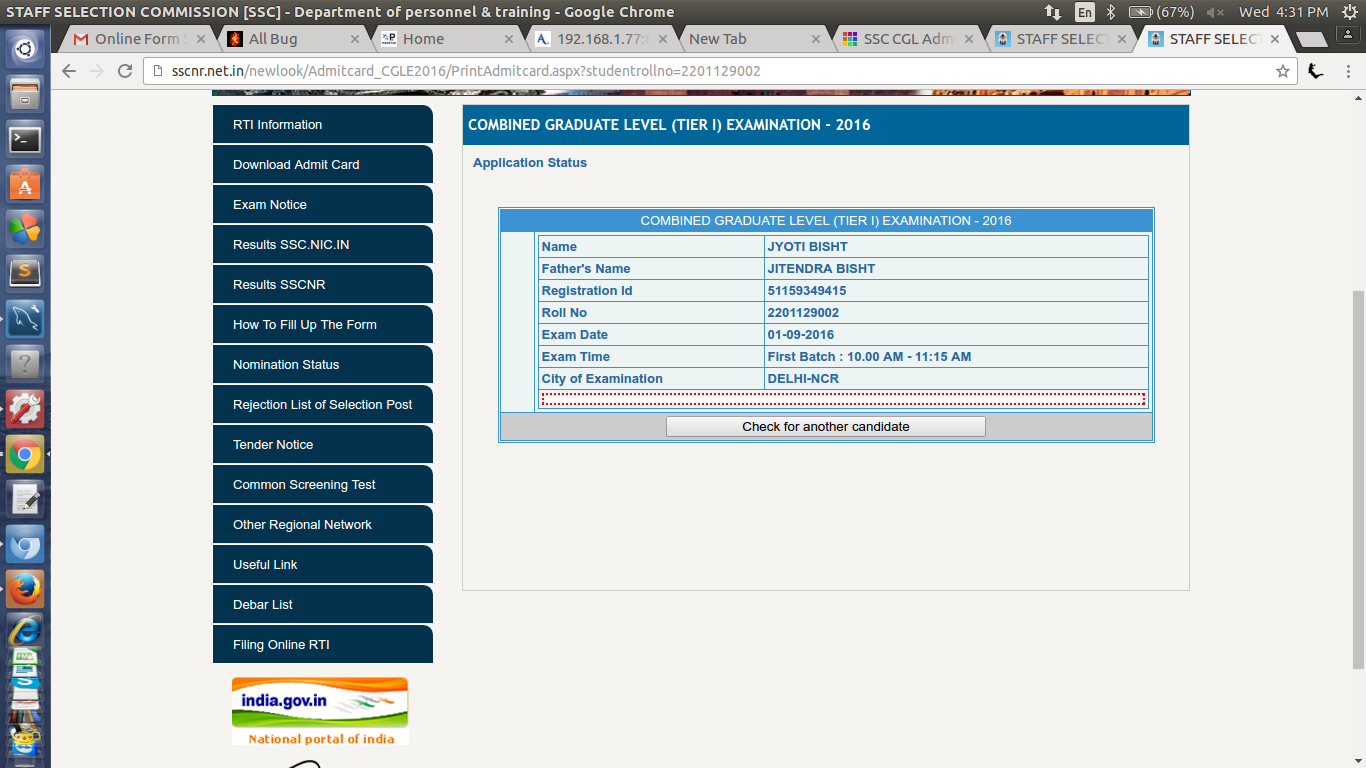 STAFF SELECTION COMMISSION [SSC] - Department of personnel & training - Google Chrome En (67%) Wed 4:31 PM
Online Form S All Bug Home 192.168.1.77: New Tab SSC CGL Adm STAFF SELEC STAFF SELEC
sscnr.net.in/newlook/Admitcard_CGLE2016/PrintAdmitcard.aspx?studentrollno=2201129002
RTI Information
Download Admit Card
Exam Notice
Results SSC.NIC.IN
Results SSCNR
How To Fill Up The Form
Nomination Status
Rejection List of Selection Post
Tender Notice
Common Screening Test
Other Regional Network
Useful Link
Debar List
Filing Online RTI
india.gov.in
National portal of india
COMBINED GRADUATE LEVEL (TIER I) EXAMINATION - 2016
Application Status
COMBINED GRADUATE LEVEL (TIER I) EXAMINATION - 2016
Name JYOTI BISHT
Father's Name JITENDRA BISHT
Registration Id 51159349415
Roll No 2201129002
Exam Date 01-09-2016
Exam Time First Batch : 10.00 AM - 11:15 AM
City of Examination DELHI-NCR
Check for another candidate